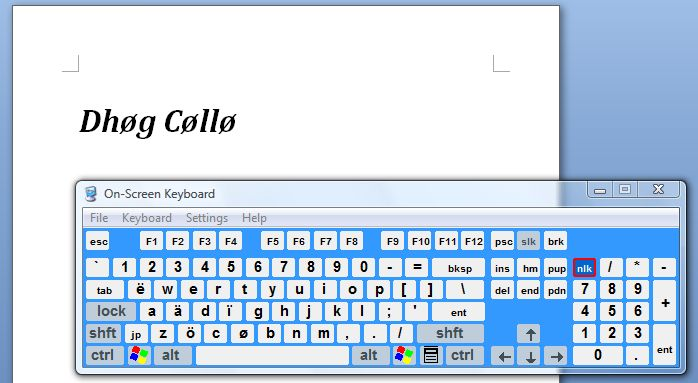 Dhøg Cøllø
On-Screen Keyboard
File Keyboard Settings Help
esc F1 F2 F3 F4 F5 F6 F7 F8 F9 F10 F11 F12 psc slk brk
` 1 2 3 4 5 6 7 8 9 0 - = bksp ins hm pup nlk / * -
tab ë w e r t y u i o p [ ] \ del end pdn 7 8 9 +
lock a ä d ï g h j k l ; ' ent 4 5 6
shft jp z ö c ø b n m , . / shft 1 2 3 ent
ctrl alt alt ctrl 0 .